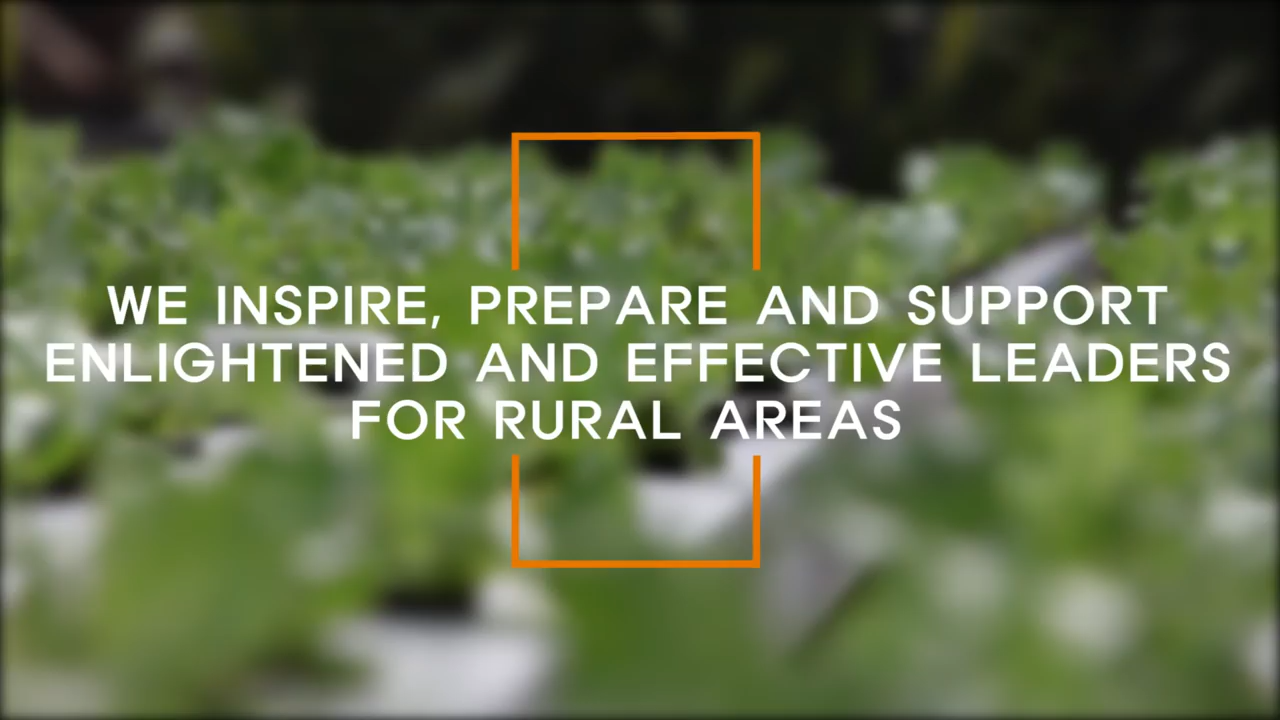 WE INSPIRE, PREPARE AND SUPPORT
ENLIGHTENED AND EFFECTIVE LEADERS
FOR RURAL AREAS